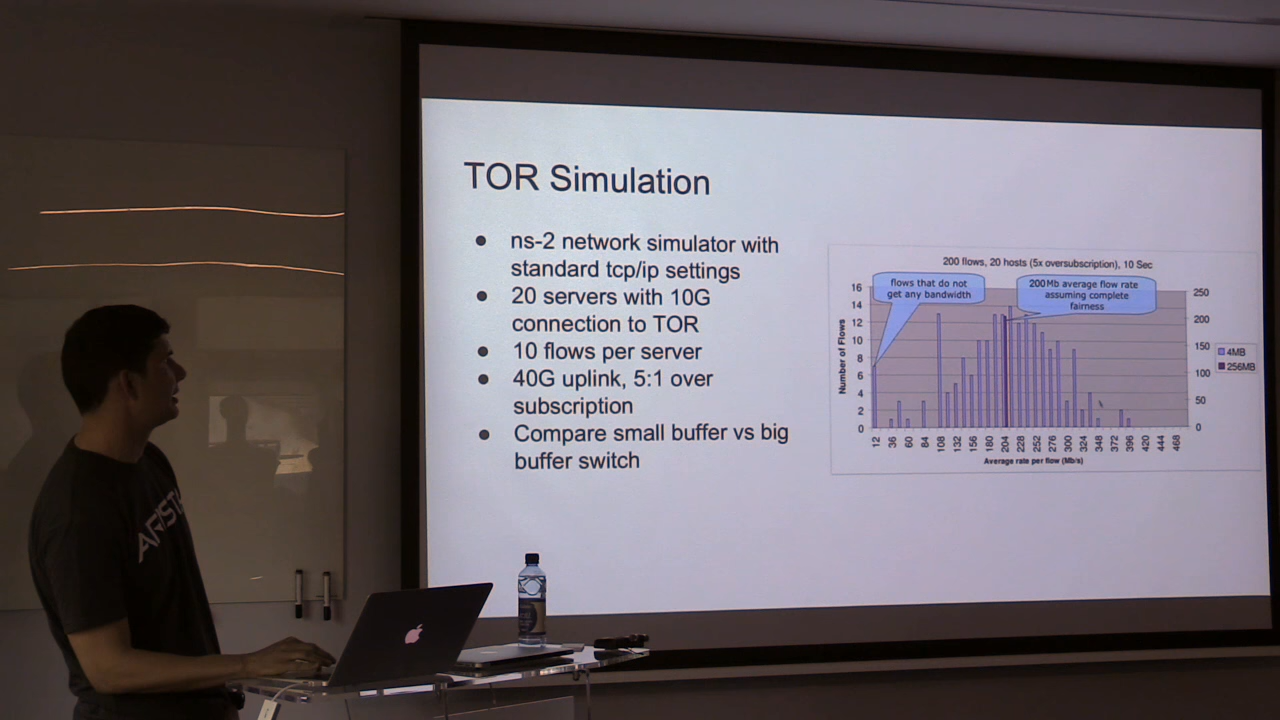 TOR Simulation
● ns-2 network simulator with
standard tcp/ip settings
● 20 servers with 10G
connection to TOR
● 10 flows per server
● 40G uplink, 5:1 over
subscription
● Compare small buffer vs big
buffer switch
200 flows, 20 hosts (5x oversubscription), 10 Sec
flows that do not
get any bandwidth
200Mb average flow rate
assuming complete
fairness
Number of Flows
16
14
12
10
8
6
4
2
0
250
200
150
100
50
0
4MB
256MB
12 36 60 84 108 132 156 180 204 228 252 276 300 324 348 372 396 420 444 468
Average rate per flow (Mb/s)